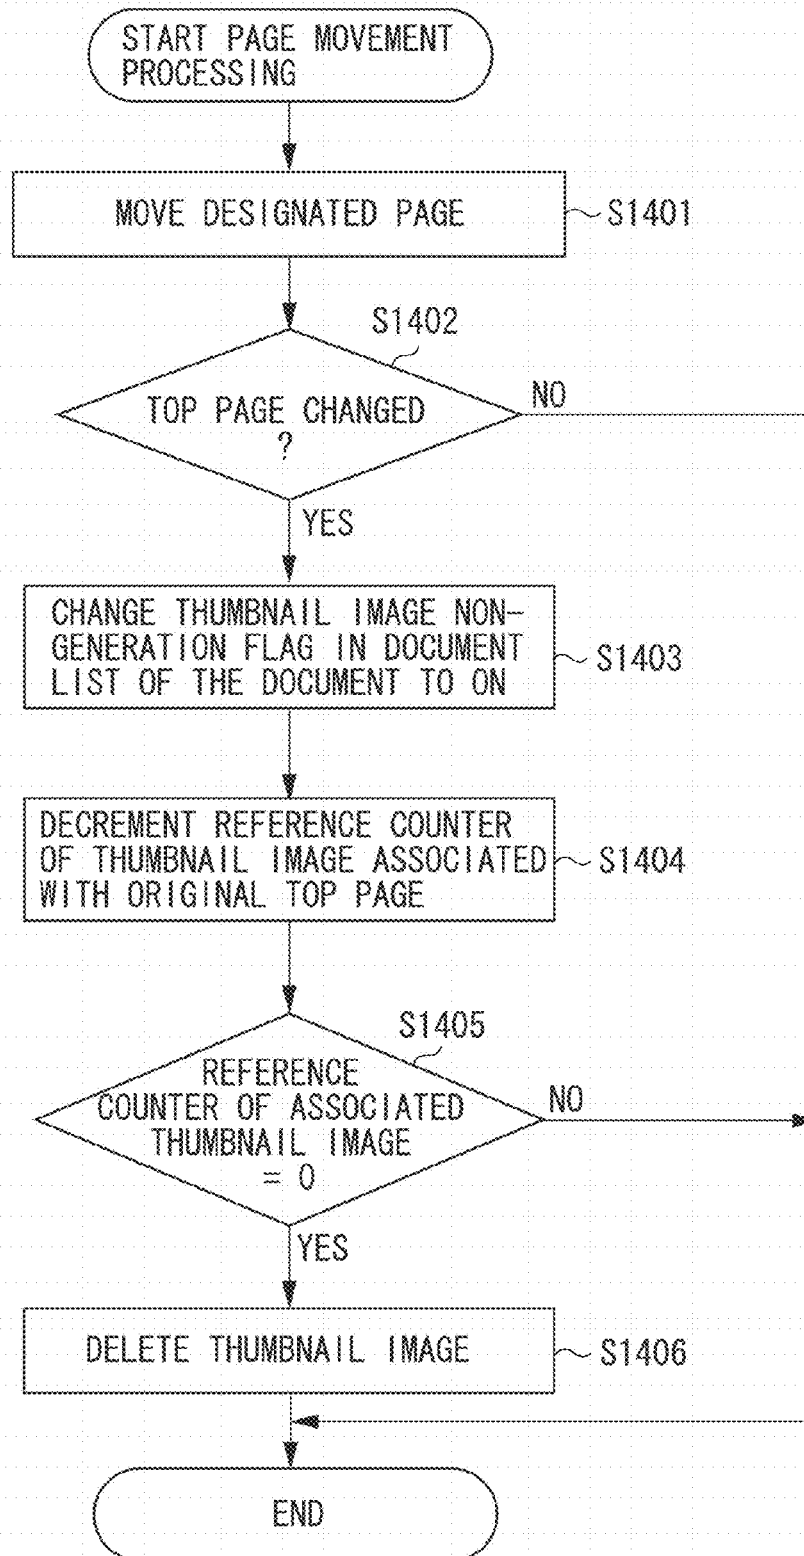 START PAGE MOVEMENT
PROCESSING
MOVE DESIGNATED PAGE
S1401
S1402
TOP PAGE CHANGED
?
NO
YES
CHANGE THUMBNAIL IMAGE NON-
GENERATION FLAG IN DOCUMENT
LIST OF THE DOCUMENT TO ON
S1403
DECREMENT REFERENCE COUNTER
OF THUMBNAIL IMAGE ASSOCIATED
WITH ORIGINAL TOP PAGE
S1404
S1405
REFERENCE
COUNTER OF ASSOCIATED
THUMBNAIL IMAGE
= 0
NO
YES
DELETE THUMBNAIL IMAGE
S1406
END